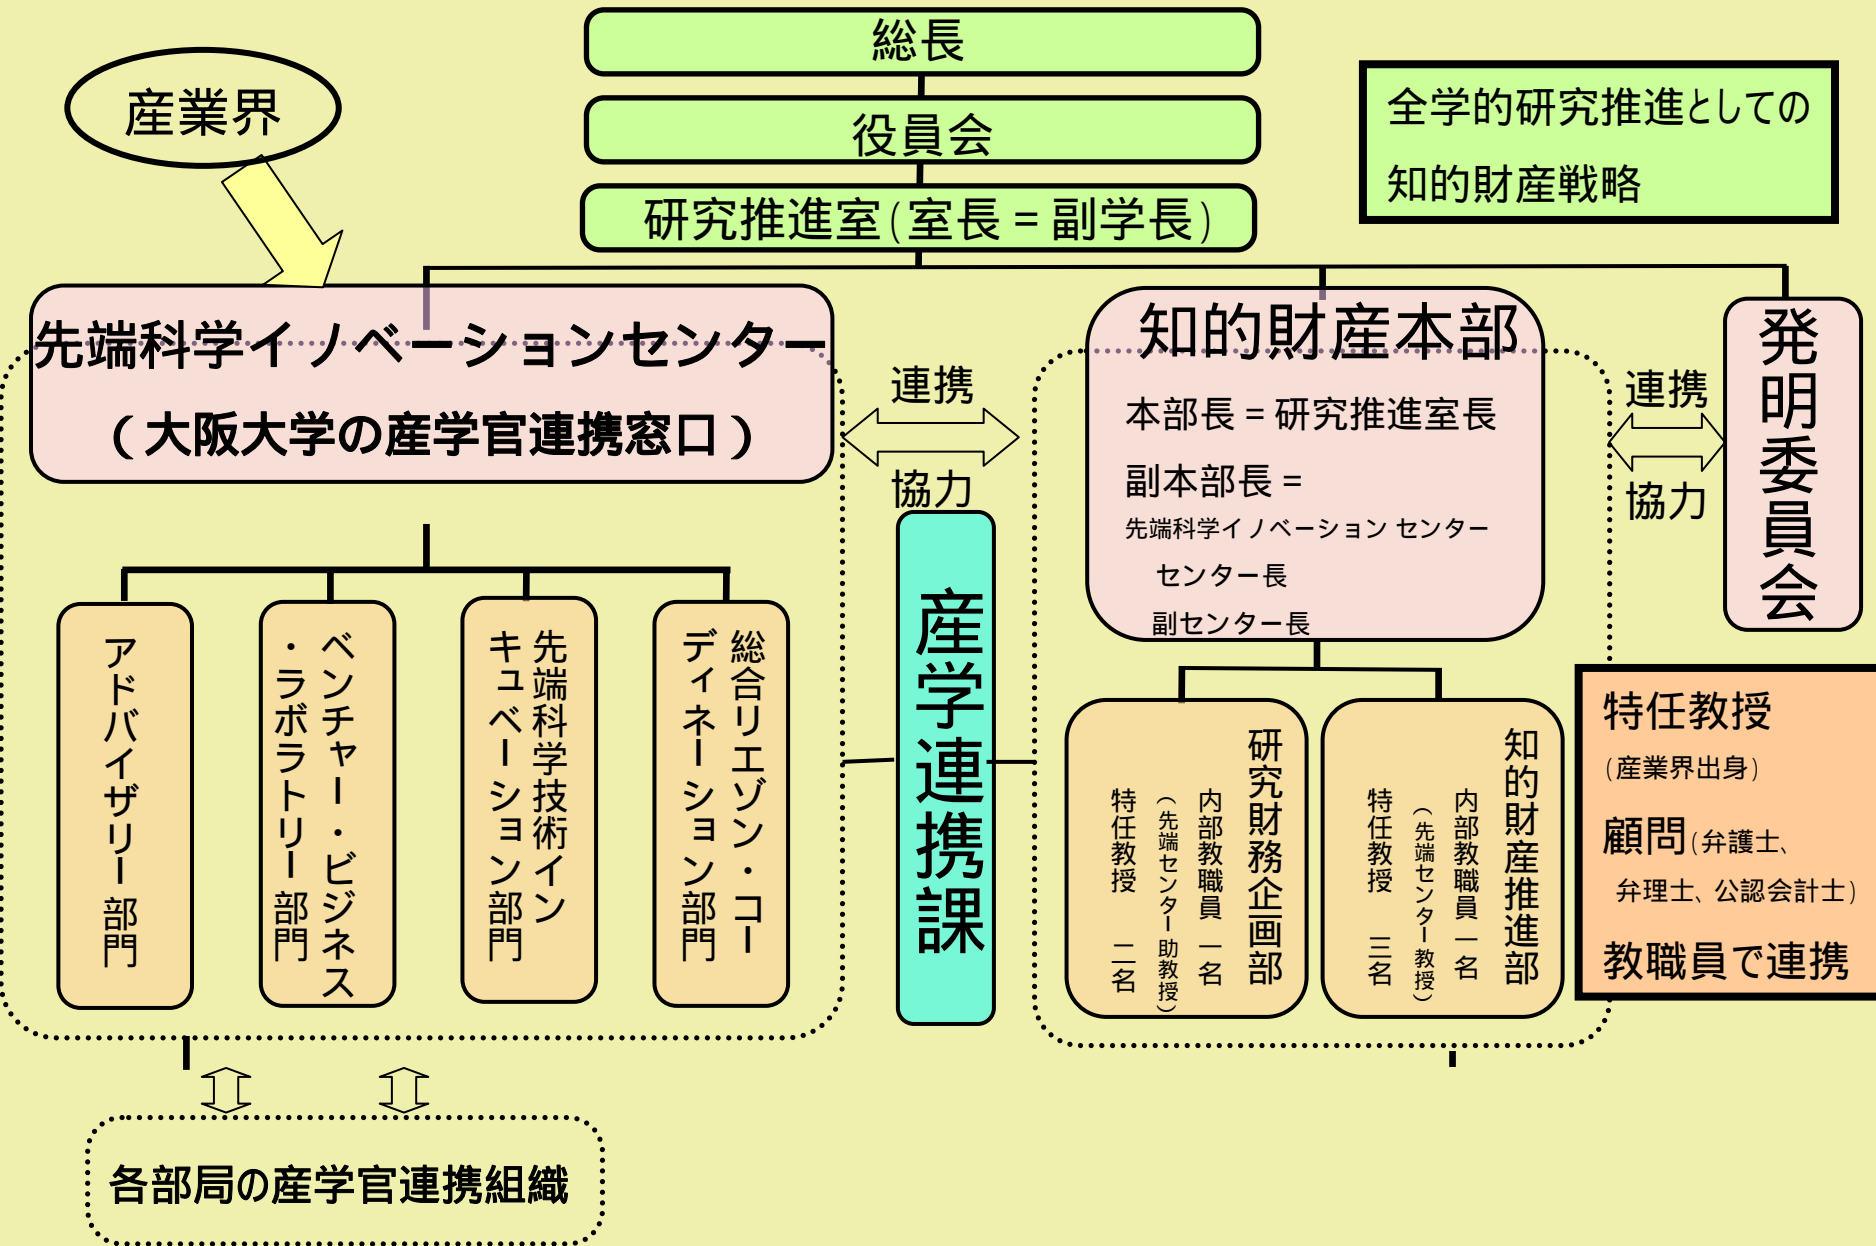 総長
役員会
研究推進室(室長 = 副学長)
産業界
全学的研究推進としての
知的財産戦略
先端科学イノベーションセンター
(大阪大学の産学官連携窓口)
連携
協力
知的財産本部
本部長 = 研究推進室長
副本部長 =
先端科学イノベーション センター
センター長
副センター長
連携
協力
発明委員会
アドバイザリー部門
ベンチャー・ビジネス
・ラボラトリー部門
先端科学技術イン
キュベーション部門
総合リエゾン・コー
ディネーション部門
産学連携課
研究財務企画部
内部教職員 一名
(先端センター助教授)
特任教授 二名
知的財産推進部
内部教職員 一名
(先端センター教授)
特任教授 三名
特任教授
(産業界出身)
顧問(弁護士、
弁理士、公認会計士)
教職員で連携
各部局の産学官連携組織